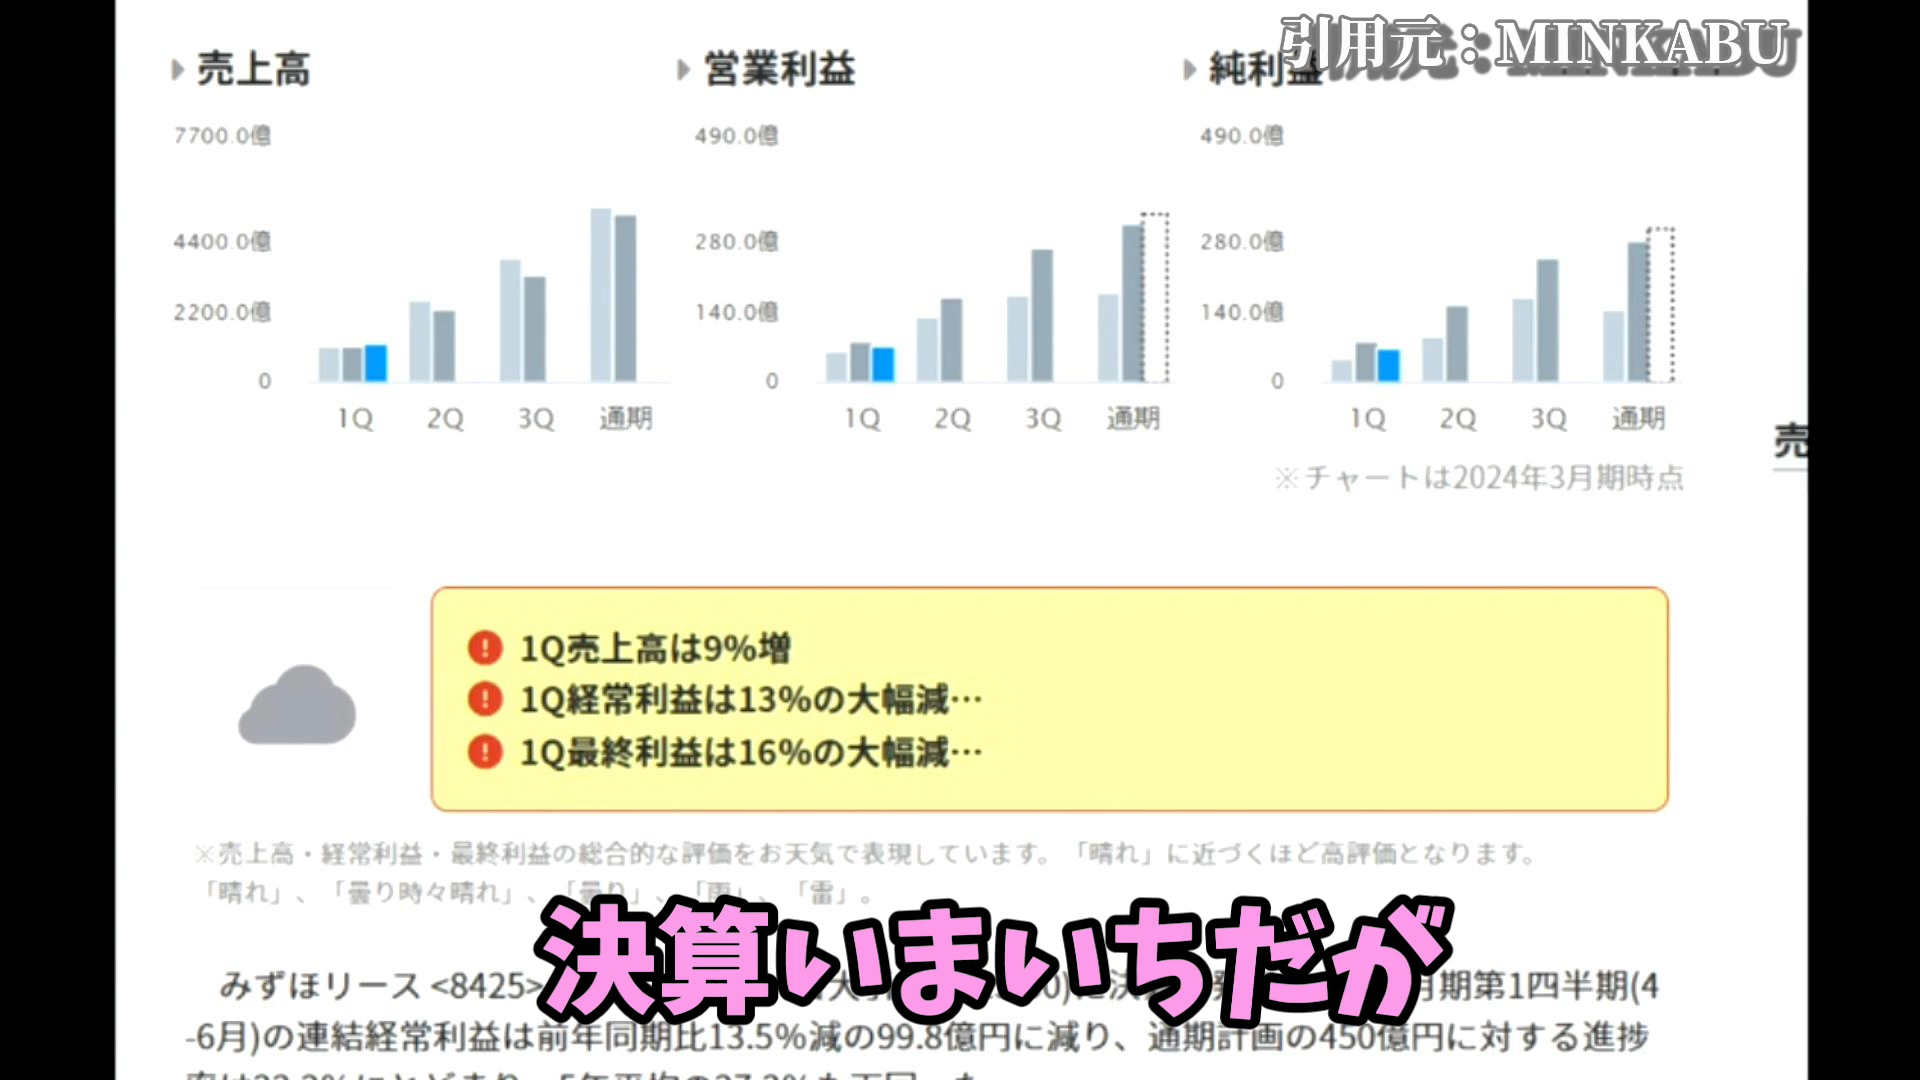 引用元：MINKABU
売上高
営業利益
純利益
7700.0億
4400.0億
2200.0億
0
1Q 2Q 3Q 通期
490.0億
280.0億
140.0億
0
1Q 2Q 3Q 通期
490.0億
280.0億
140.0億
0
1Q 2Q 3Q 通期
※チャートは2024年3月期時点
売
1Q売上高は9%増
1Q経常利益は13%の大幅減…
1Q最終利益は16%の大幅減…
※売上高・経常利益・最終利益の総合的な評価をお天気で表現しています。「晴れ」に近づくほど高評価となります。
「晴れ」、「曇り時々晴れ」、「曇り」、「雨」、「雷」。
決算いまいちだが
みずほリース <8425> 月期第1四半期(4
-6月)の連結経常利益は前年同期比13.5%減の99.8億円に減り、通期計画の450億円に対する進捗